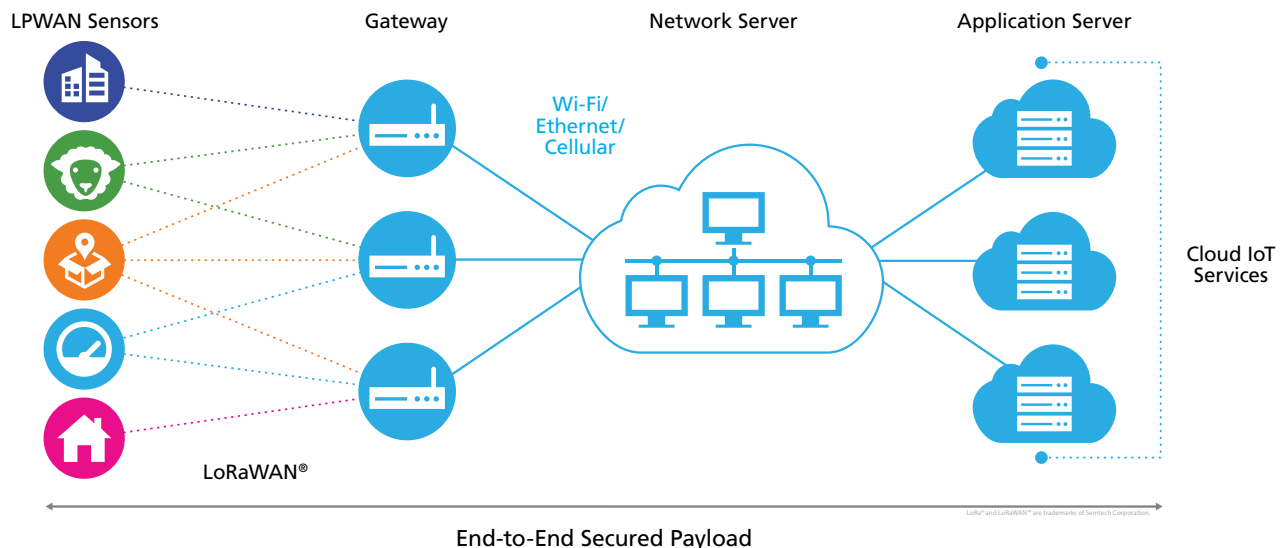 LPWAN Sensors
Gateway
Network Server
Application Server
Wi-Fi/
Ethernet/
Cellular
Cloud IoT
Services
LoRaWAN®
LoRa® and LoRaWAN™ are trademarks of Semtech Corporation.
End-to-End Secured Payload